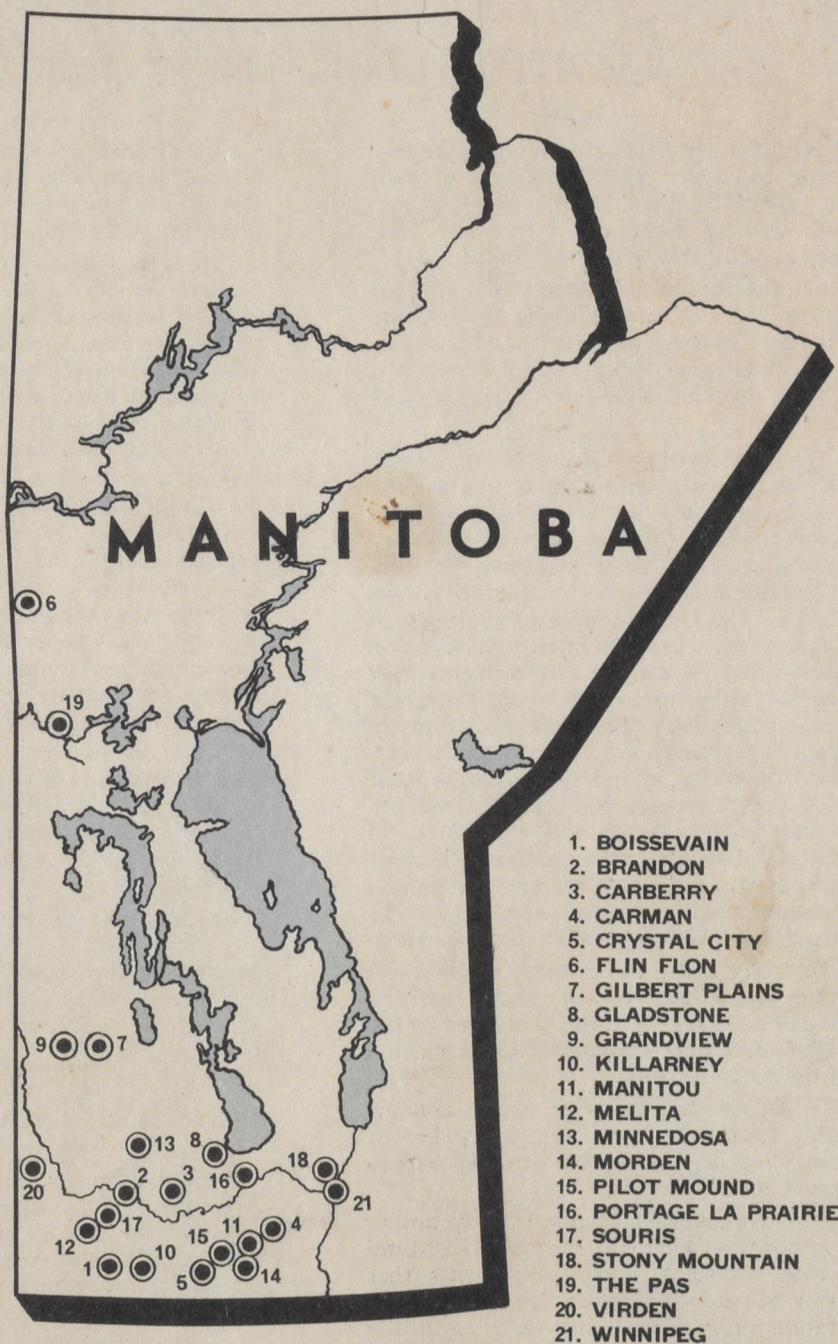 MANITOBA
6
19
9
7
13
8
20
2
3
16
18
21
17
12
15
11
4
1
10
5
14
1. BOISSEVAIN
2. BRANDON
3. CARBERRY
4. CARMAN
5. CRYSTAL CITY
6. FLIN FLON
7. GILBERT PLAINS
8. GLADSTONE
9. GRANDVIEW
10. KILLARNEY
11. MANITOU
12. MELITA
13. MINNEDOSA
14. MORDEN
15. PILOT MOUND
16. PORTAGE LA PRAIRIE
17. SOURIS
18. STONY MOUNTAIN
19. THE PAS
20. VIRDEN
21. WINNIPEG